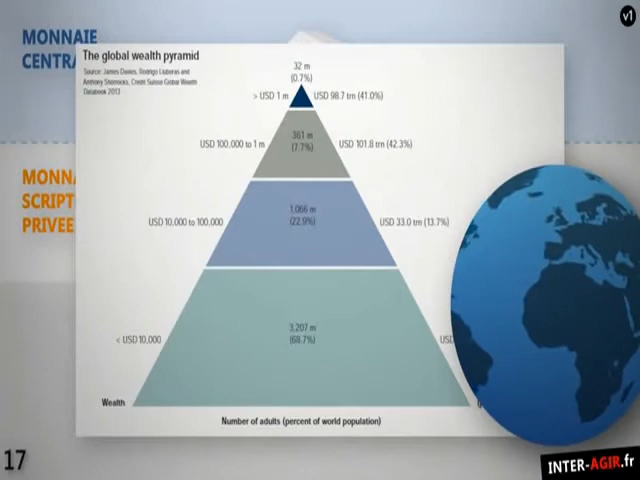 v1
MONNAIE
CENTRA
The global wealth pyramid
Source: James Davies, Rodrigo Lluberas and
Anthony Shorrocks, Credit Suisse Global Wealth
Databook 2013
32 m
(0.7%)
> USD 1 m
USD 98.7 trn (41.0%)
361 m
(7.7%)
USD 100,000 to 1 m
USD 101.8 trn (42.3%)
MONNA
SCRIPT
PRIVEE
1,066 m
(22.9%)
USD 10,000 to 100,000
USD 33.0 trn (13.7%)
3,207 m
(68.7%)
< USD 10,000
USD
Wealth
Number of adults (percent of world population)
17
INTER-AGIR.fr